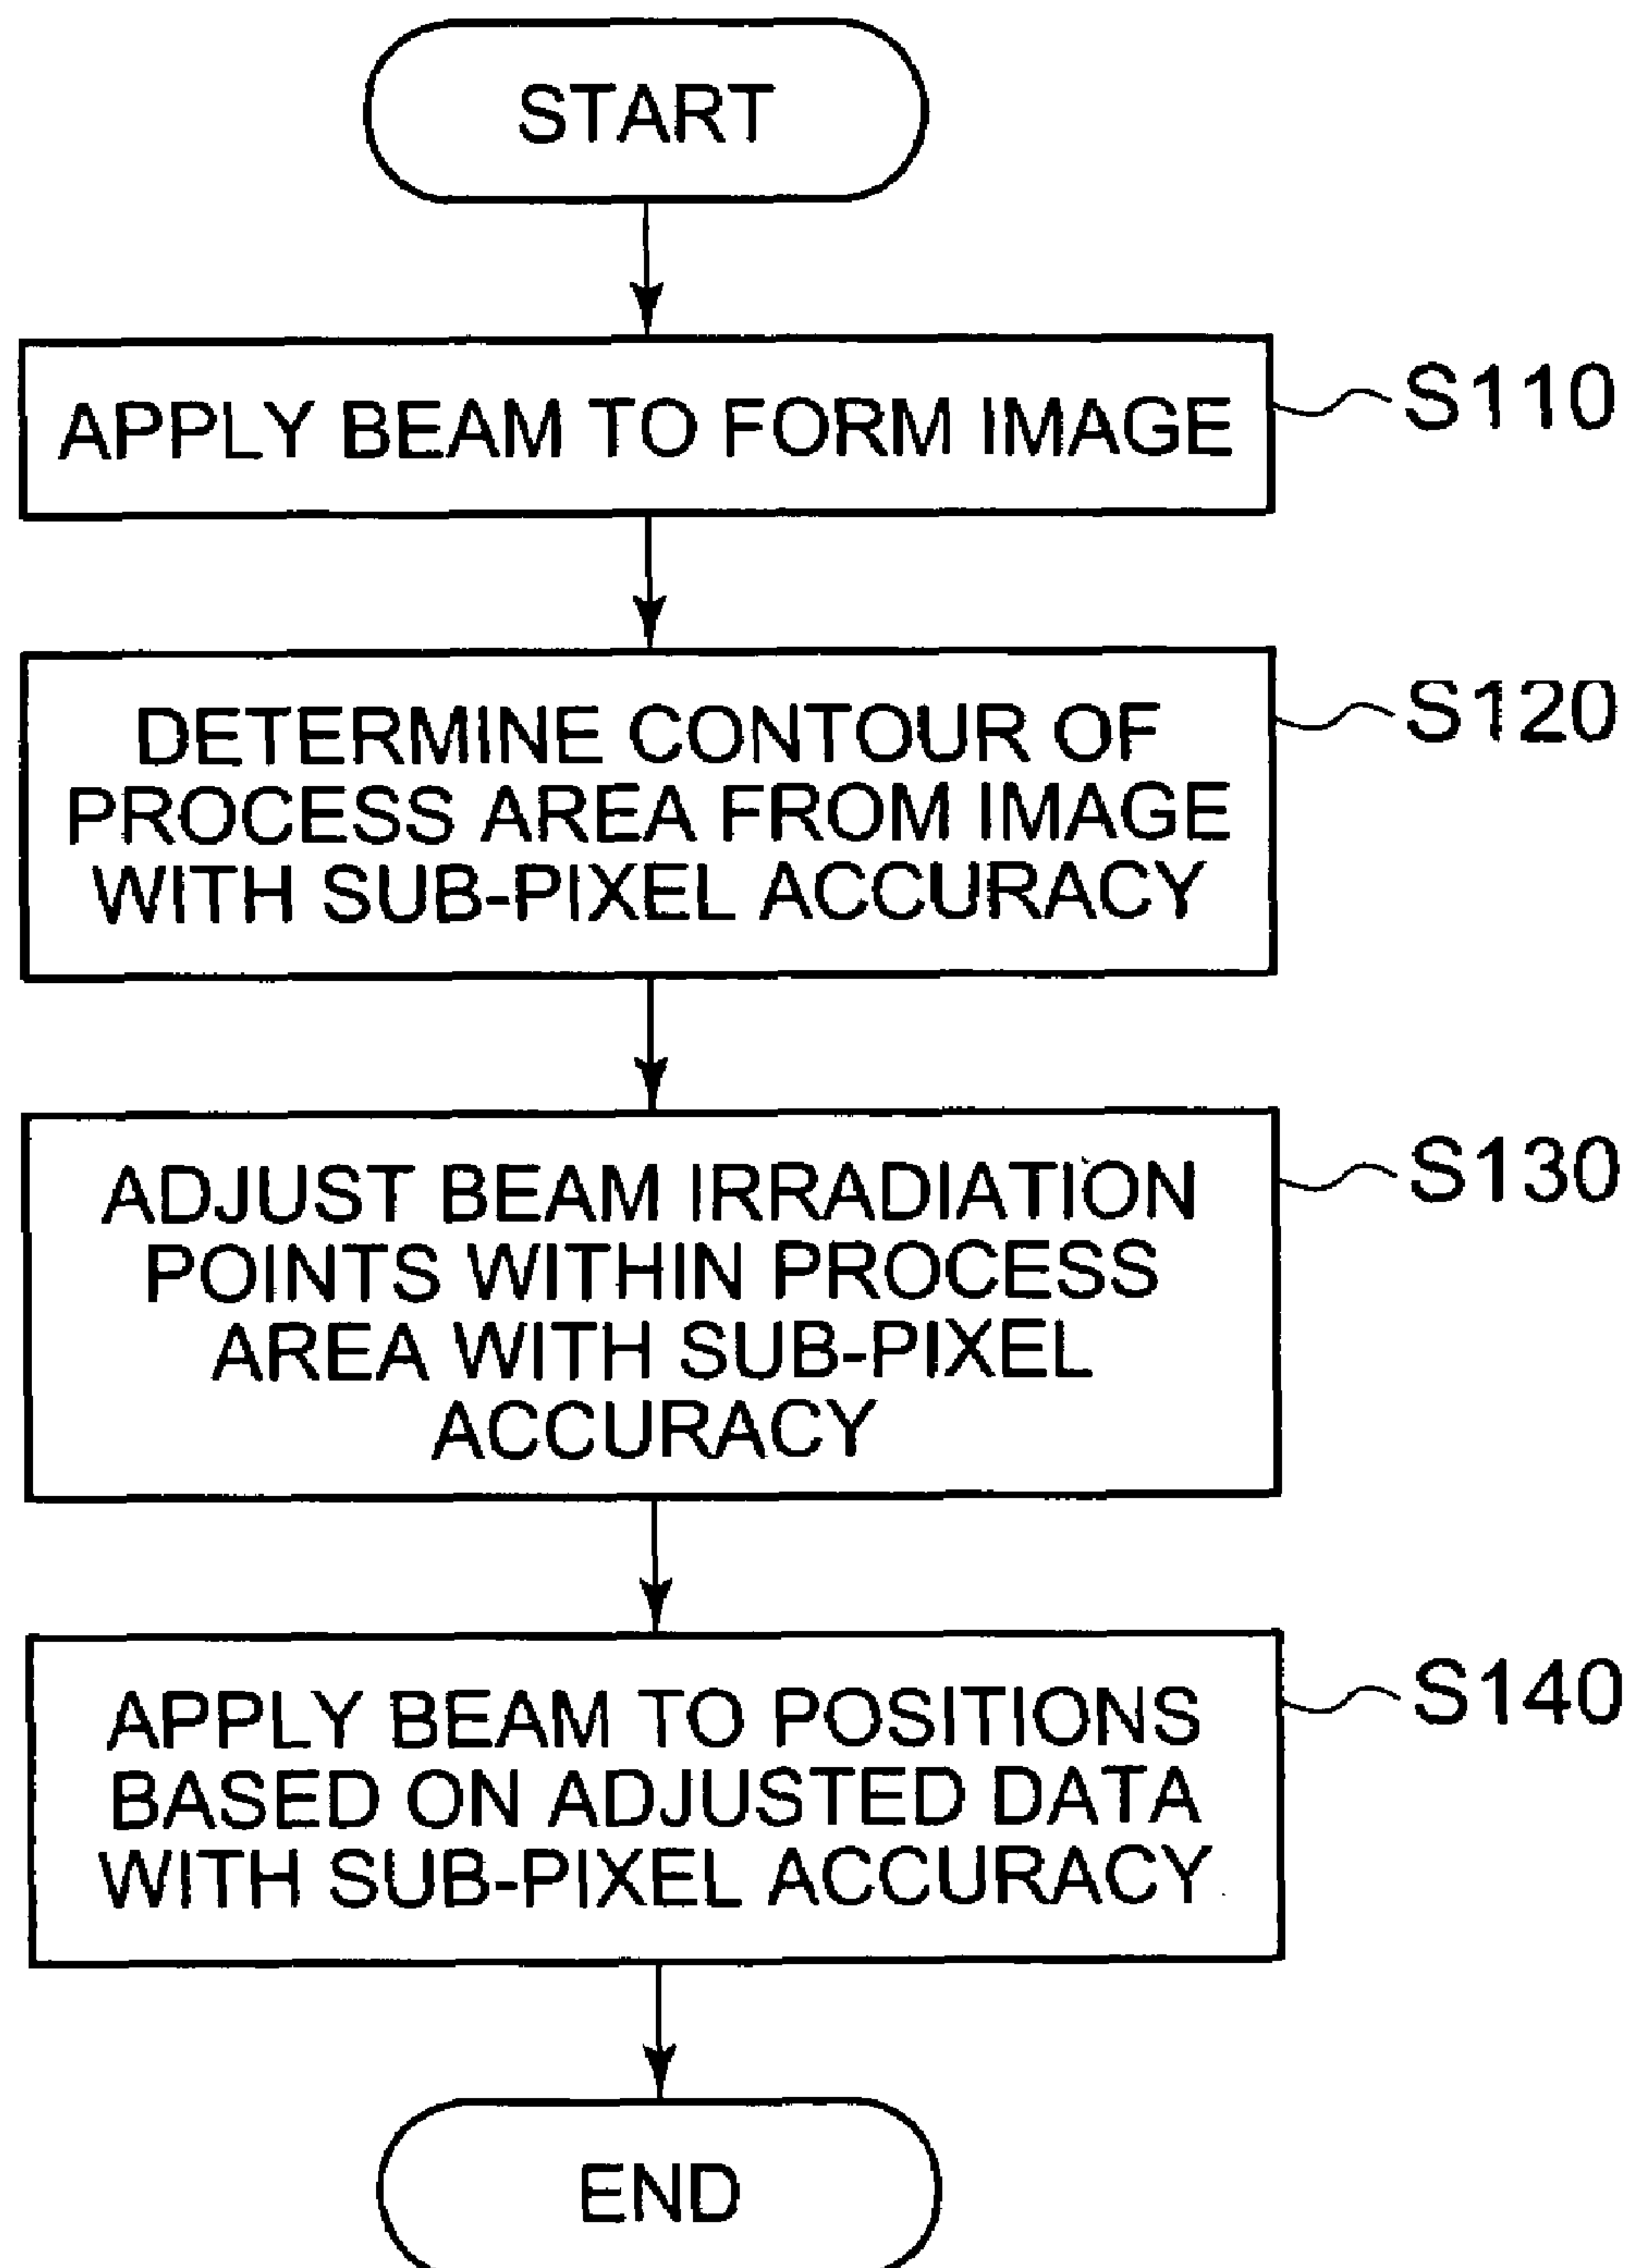 START
APPLY BEAM TO FORM IMAGE
S110
DETERMINE CONTOUR OF
PROCESS AREA FROM IMAGE
WITH SUB-PIXEL ACCURACY
S120
ADJUST BEAM IRRADIATION
POINTS WITHIN PROCESS
AREA WITH SUB-PIXEL
ACCURACY
S130
APPLY BEAM TO POSITIONS
BASED ON ADJUSTED DATA
WITH SUB-PIXEL ACCURACY
S140
END